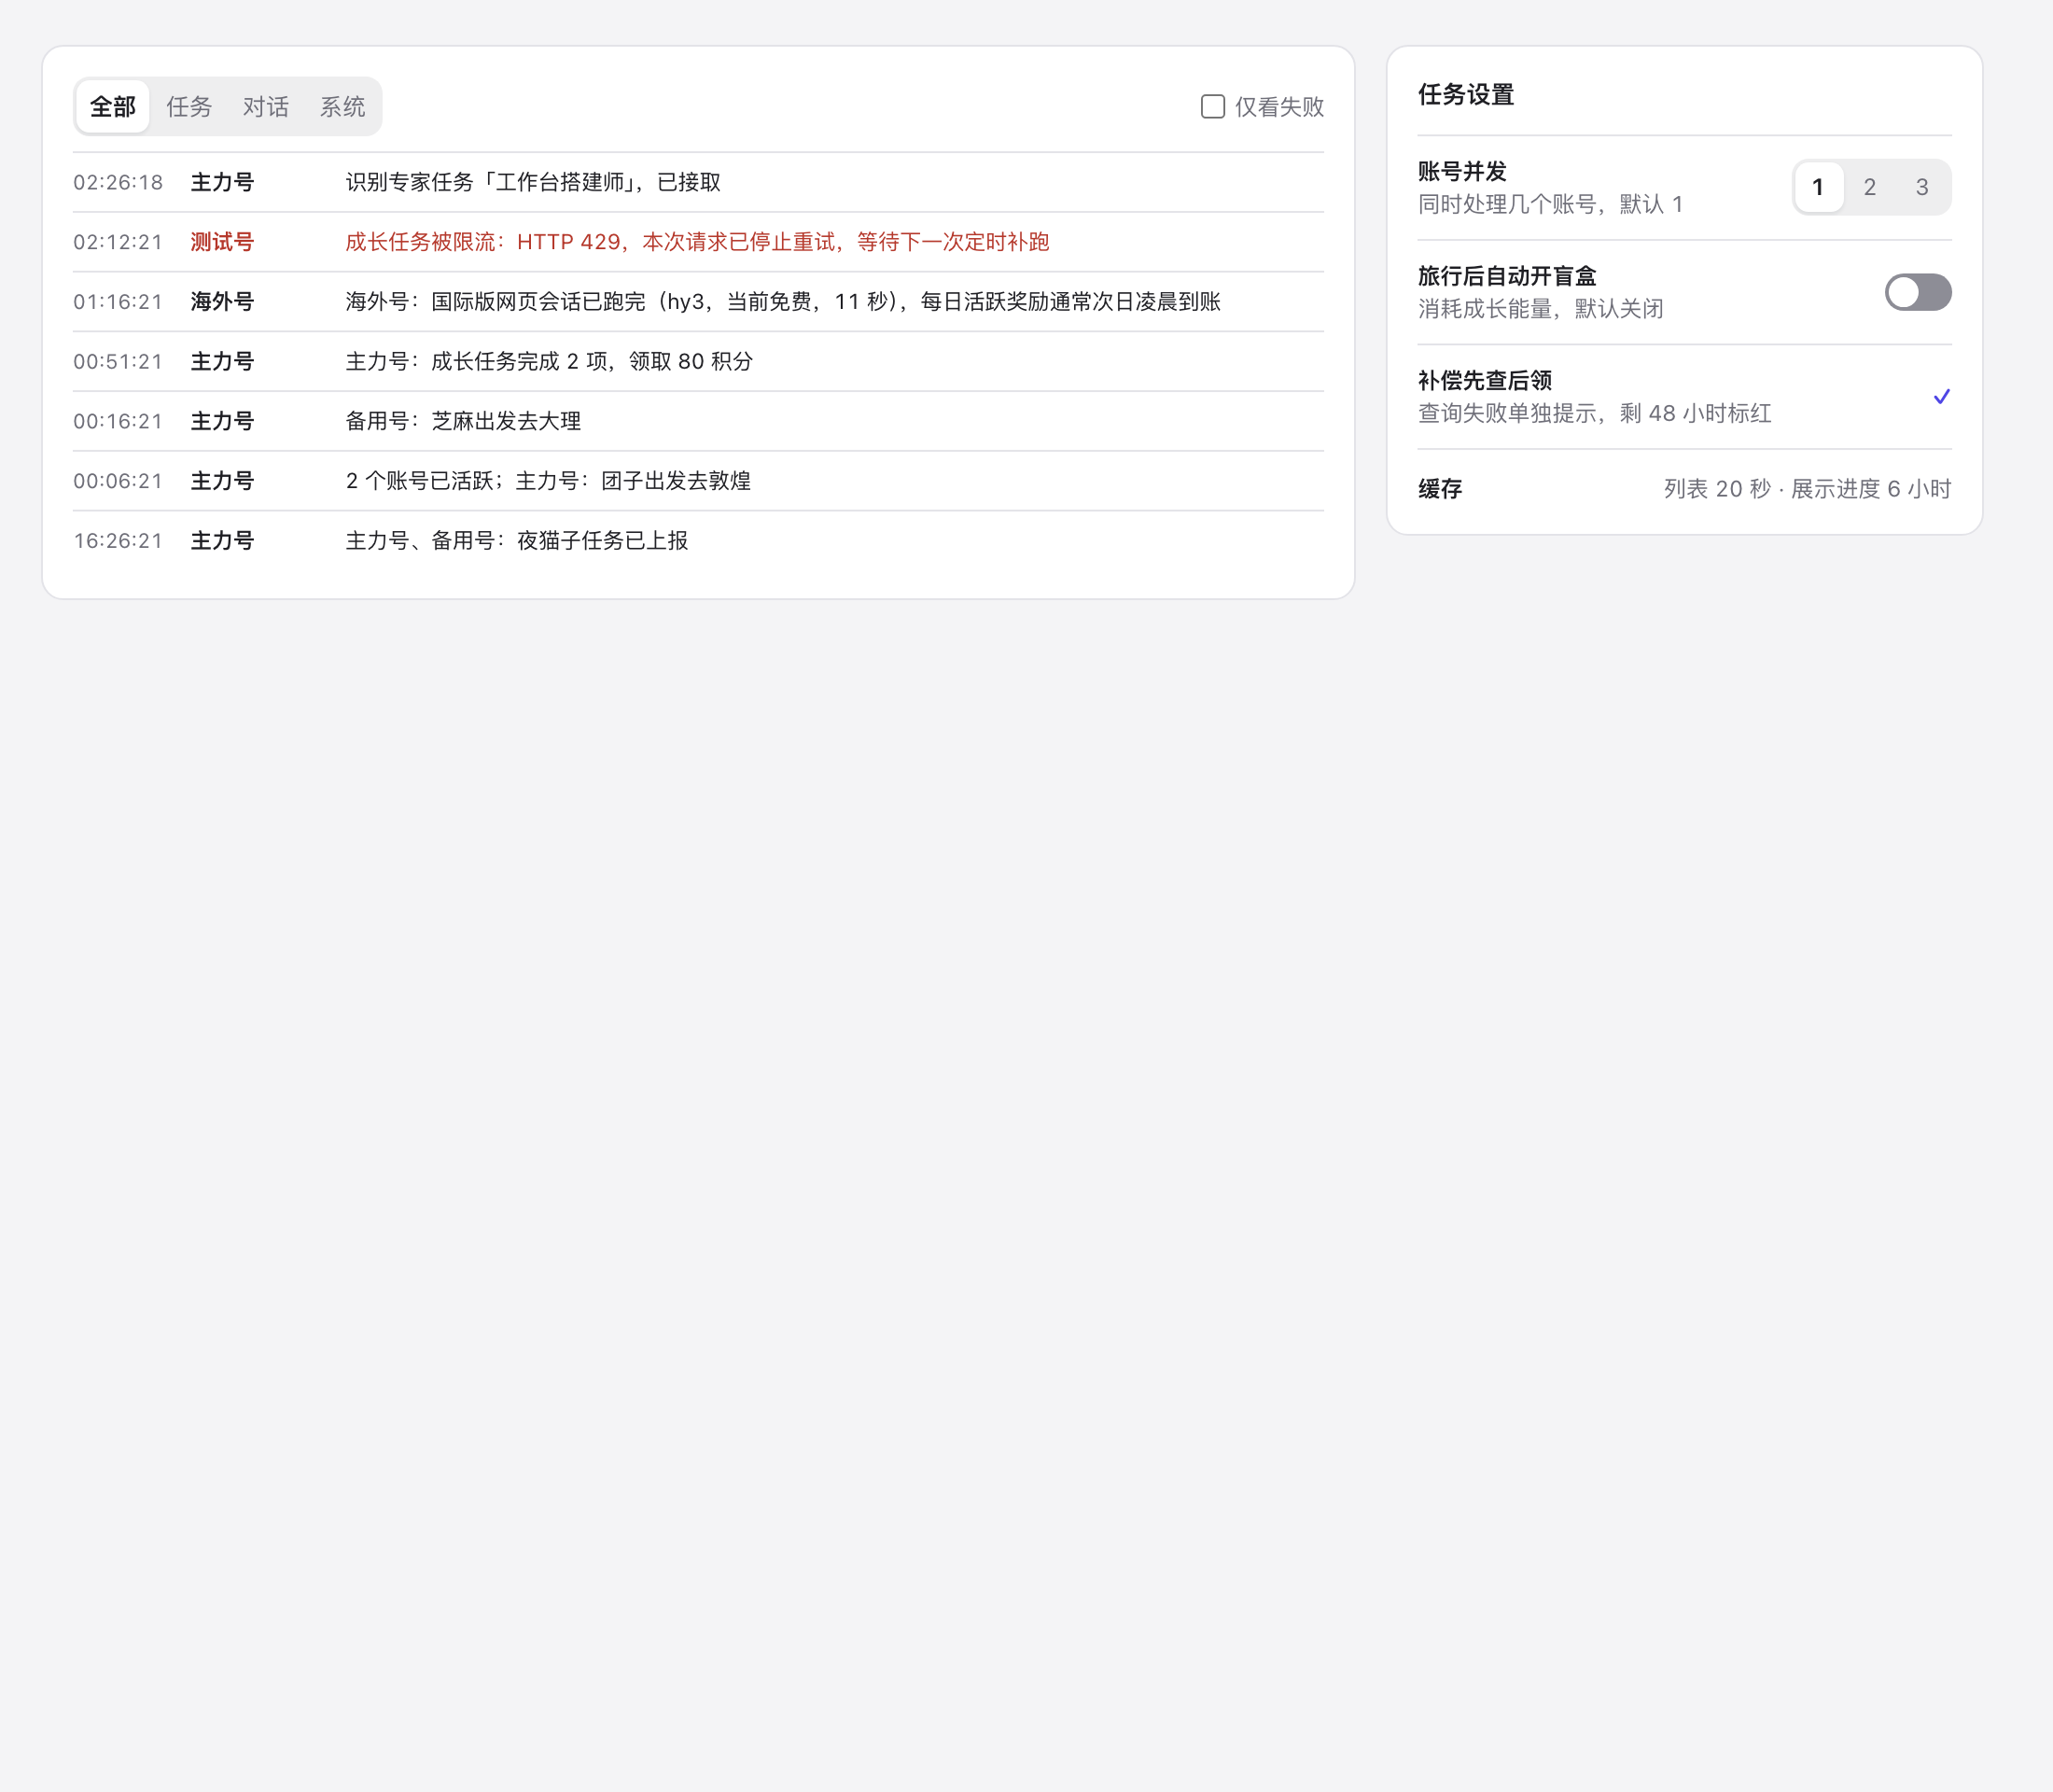 全部 任务 对话 系统 仅看失败
02:26:18 主力号 识别专家任务「工作台搭建师」，已接取
02:12:21 测试号 成长任务被限流：HTTP 429，本次请求已停止重试，等待下一次定时补跑
01:16:21 海外号 海外号：国际版网页会话已跑完（hy3，当前免费，11 秒），每日活跃奖励通常次日凌晨到账
00:51:21 主力号 主力号：成长任务完成 2 项，领取 80 积分
00:16:21 主力号 备用号：芝麻出发去大理
00:06:21 主力号 2 个账号已活跃；主力号：团子出发去敦煌
16:26:21 主力号 主力号、备用号：夜猫子任务已上报
任务设置
账号并发
同时处理几个账号，默认 1
1 2 3
旅行后自动开盲盒
消耗成长能量，默认关闭
补偿先查后领
查询失败单独提示，剩 48 小时标红
缓存 列表 20 秒 · 展示进度 6 小时